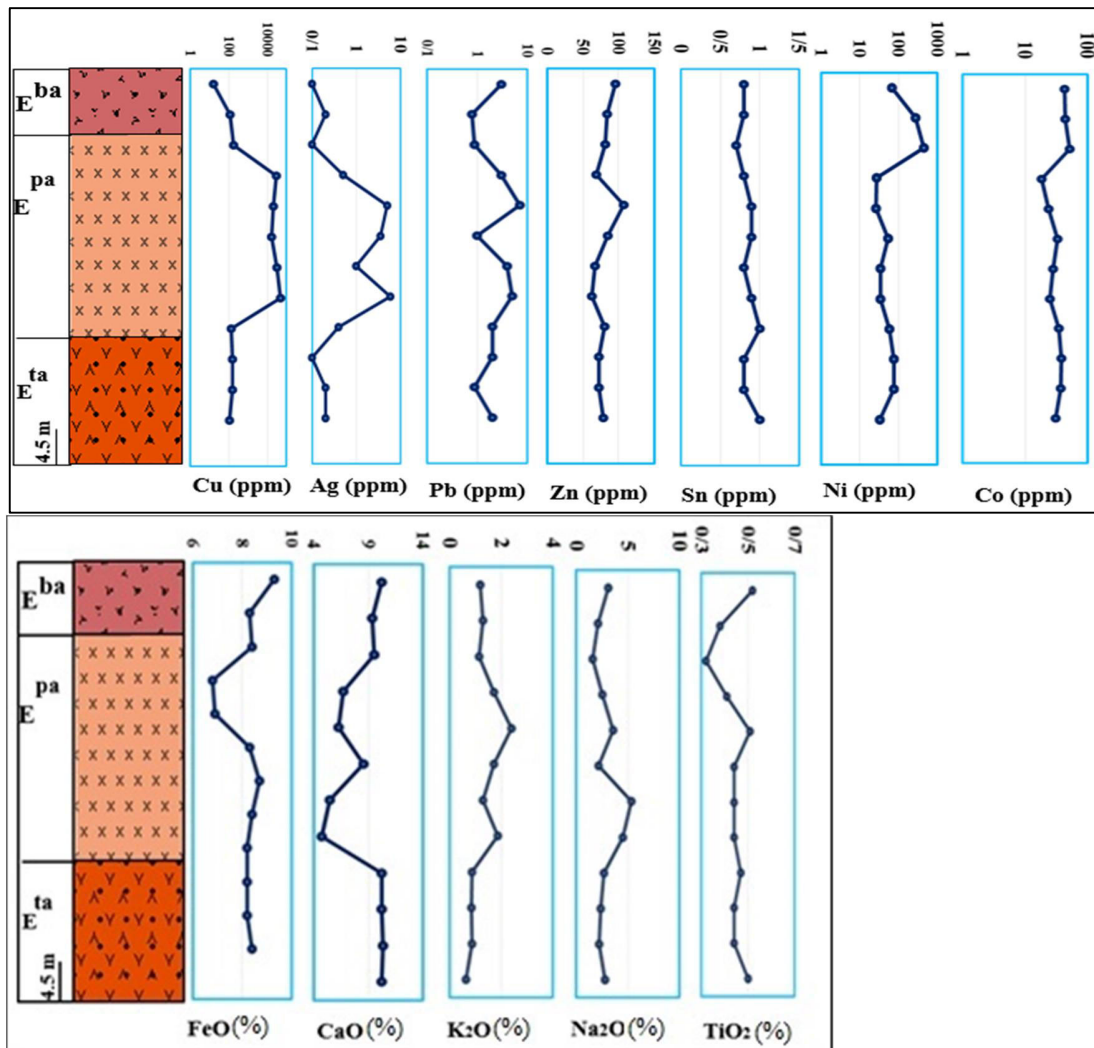 1 100 10000
0/1 1 10
0/1 1 10
0 50 100 150
0 0/5 1 1/5
1 10 100 1000
1 10 100
E ba
E pa
E ta
4.5 m
Cu (ppm) Ag (ppm) Pb (ppm) Zn (ppm) Sn (ppm) Ni (ppm) Co (ppm)
6 8 10
4 9 14
0 2 4
0 5 10
0/3 0/5 0/7
E ba
E pa
E ta
4.5 m
FeO (%) CaO (%) K2O (%) Na2O (%) TiO2 (%)